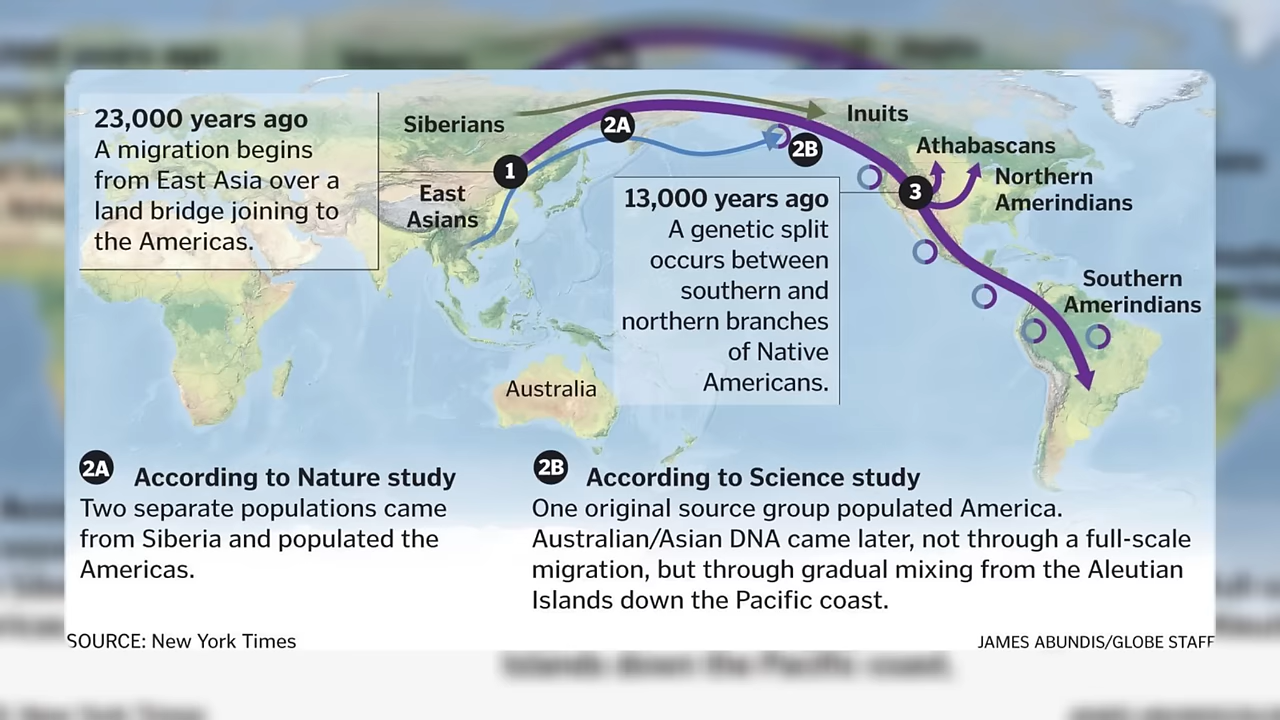 23,000 years ago
A migration begins
from East Asia over a
land bridge joining to
the Americas.
Siberians
East
Asians
1
2A
2B
Inuits
Athabascans
Northern
Amerindians
3
13,000 years ago
A genetic split
occurs between
southern and
northern branches
of Native
Americans.
Southern
Amerindians
Australia
2A According to Nature study
Two separate populations came
from Siberia and populated the
Americas.
2B According to Science study
One original source group populated America.
Australian/Asian DNA came later, not through a full-scale
migration, but through gradual mixing from the Aleutian
Islands down the Pacific coast.
SOURCE: New York Times
JAMES ABUNDIS/GLOBE STAFF
Islands down the Pacific coast.